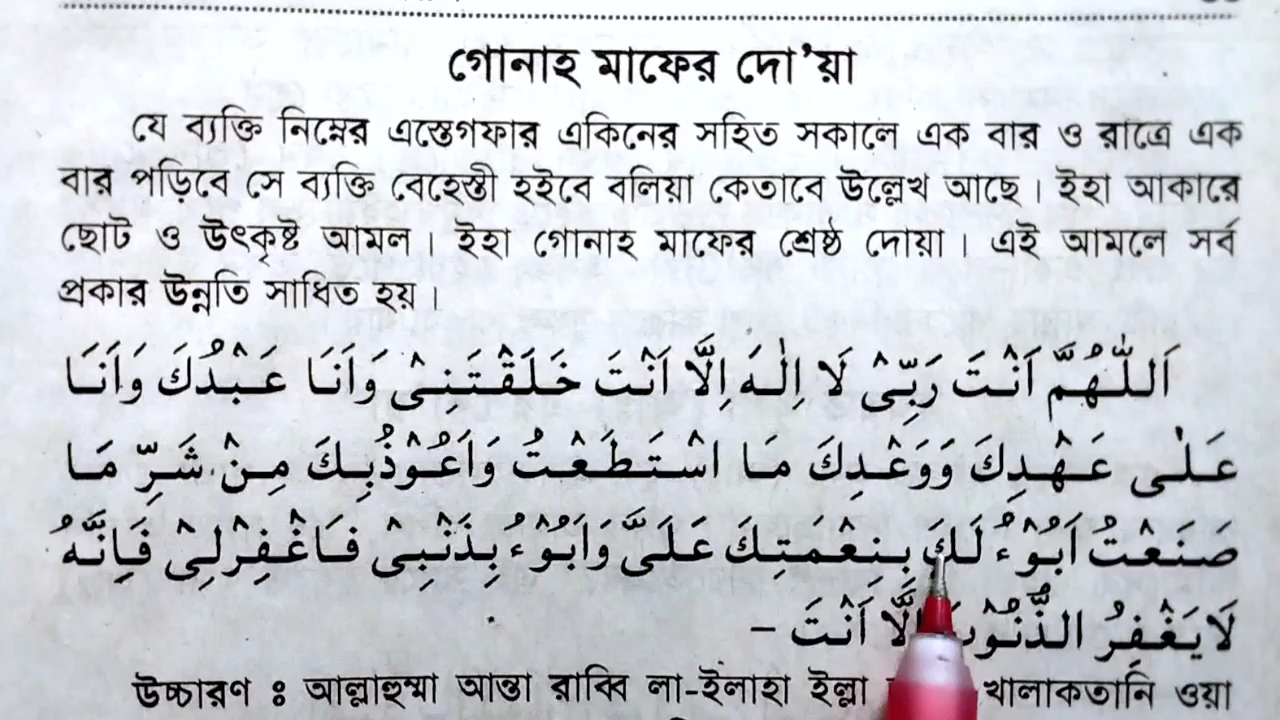 গোনাহ মাফের দো'য়া
যে ব্যক্তি নিম্নের এস্তেগফার একিনের সহিত সকালে এক বার ও রাত্রে এক
বার পড়িবে সে ব্যক্তি বেহেস্তী হইবে বলিয়া কেতাবে উল্লেখ আছে। ইহা আকারে
ছোট ও উৎকৃষ্ট আমল। ইহা গোনাহ মাফের শ্রেষ্ঠ দোয়া। এই আমলে সর্ব
প্রকার উন্নতি সাধিত হয়।
اَللّٰهُمَّ اَنْتَ رَبِّىْ لَا اِلٰهَ اِلَّا اَنْتَ خَلَقْتَنِىْ وَاَنَا عَبْدُكَ وَاَنَا
عَلٰى عَهْدِكَ وَوَعْدِكَ مَا اسْتَطَعْتُ وَاَعُوْذُبِكَ مِنْ شَرِّ مَا
صَنَعْتُ اَبُوْءُ لَكَ بِنِعْمَتِكَ عَلَىَّ وَاَبُوْءُ بِذَنْبِىْ فَاغْفِرْلِىْ فَاِنَّهُ
لَا يَغْفِرُ الذُّنُوْبَ اِلَّا اَنْتَ -
উচ্চারণ ঃ আল্লাহুম্মা আন্তা রাব্বি লা-ইলাহা ইল্লা খালাকতানি ওয়া